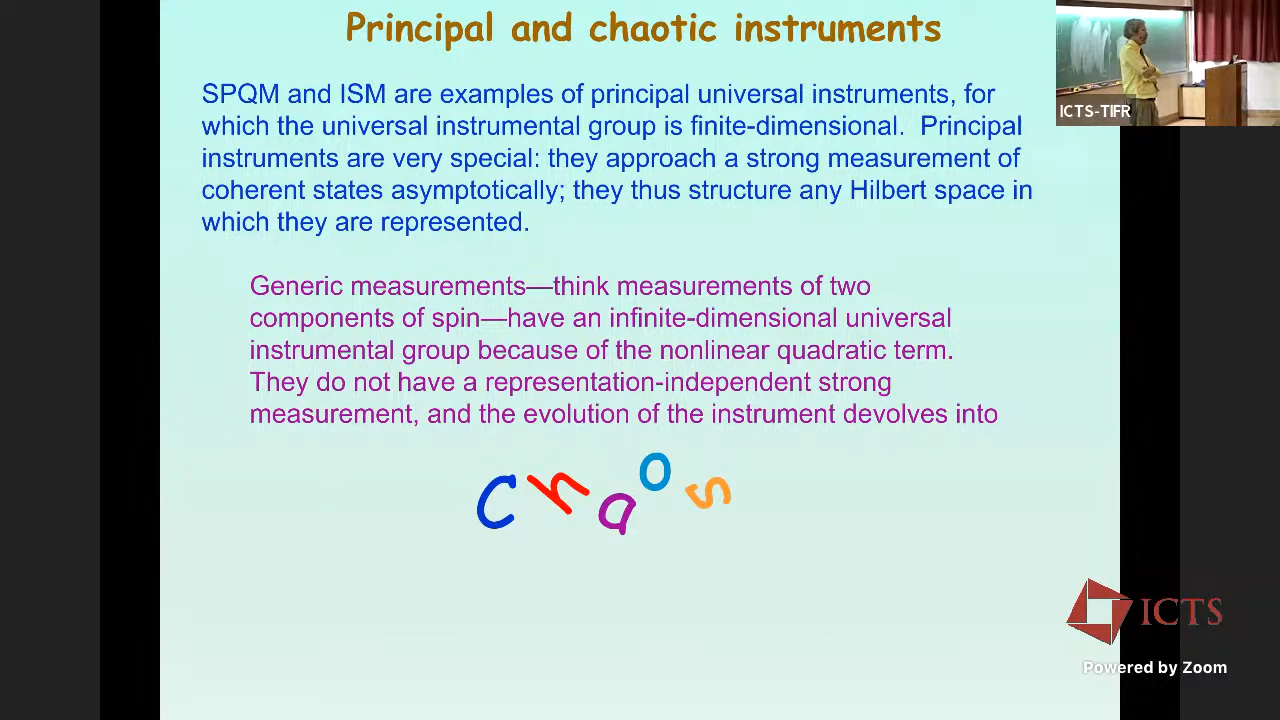 Principal and chaotic instruments
SPQM and ISM are examples of principal universal instruments, for
which the universal instrumental group is finite-dimensional. Principal
instruments are very special: they approach a strong measurement of
coherent states asymptotically; they thus structure any Hilbert space in
which they are represented.
Generic measurements—think measurements of two
components of spin—have an infinite-dimensional universal
instrumental group because of the nonlinear quadratic term.
They do not have a representation-independent strong
measurement, and the evolution of the instrument devolves into
Chaos
ICTS-TIFR
ICTS
Powered by Zoom